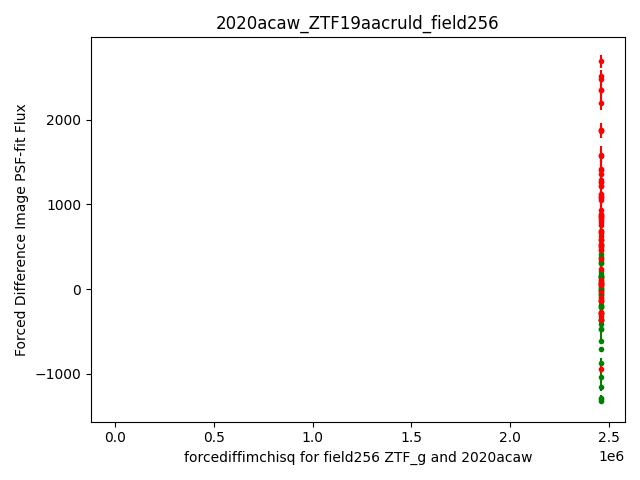 2020acaw_ZTF19aacruld_field256
Forced Difference Image PSF-fit Flux
2000
1000
0
−1000
0.0 0.5 1.0 1.5 2.0 2.5
1e6
forcediffimchisq for field256 ZTF_g and 2020acaw